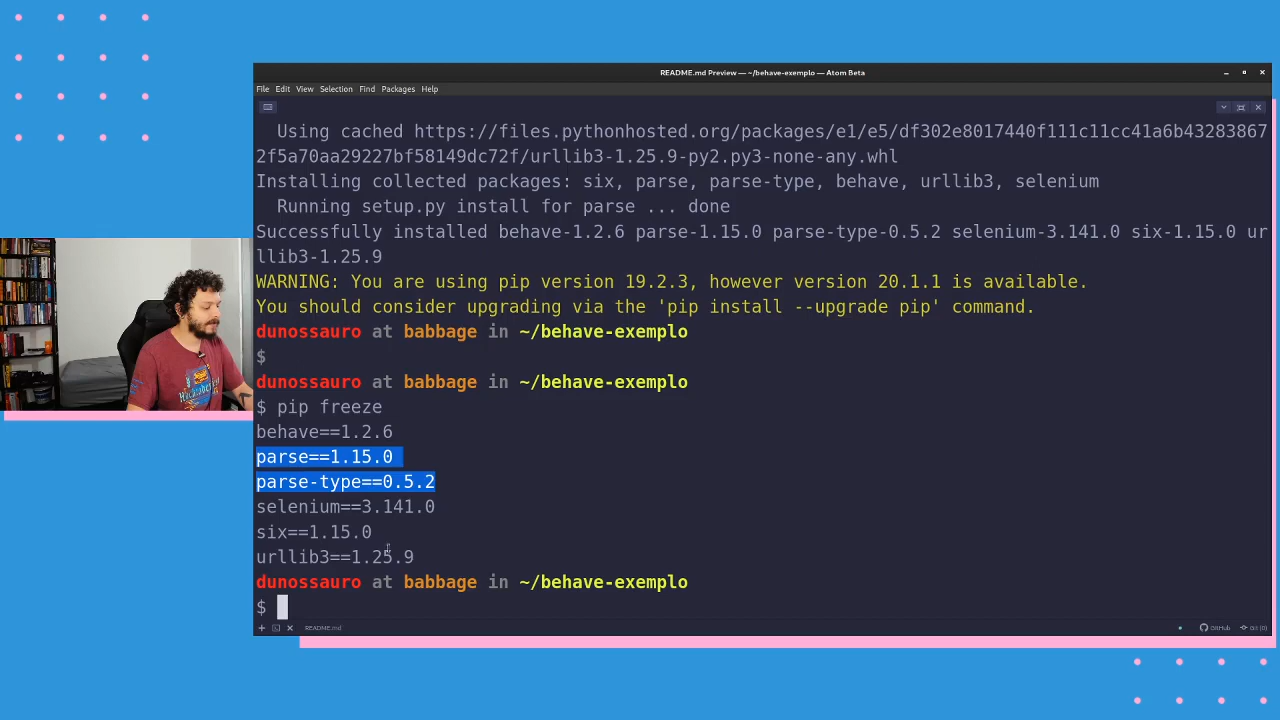 README.md Preview — ~/behave-exemplo — Atom Beta
File Edit View Selection Find Packages Help
Using cached https://files.pythonhosted.org/packages/e1/e5/df302e8017440f111c11cc41a6b43283867
2f5a70aa29227bf58149dc72f/urllib3-1.25.9-py2.py3-none-any.whl
Installing collected packages: six, parse, parse-type, behave, urllib3, selenium
Running setup.py install for parse ... done
Successfully installed behave-1.2.6 parse-1.15.0 parse-type-0.5.2 selenium-3.141.0 six-1.15.0 ur
llib3-1.25.9
WARNING: You are using pip version 19.2.3, however version 20.1.1 is available.
You should consider upgrading via the 'pip install --upgrade pip' command.
dunossauro at babbage in ~/behave-exemplo
$
dunossauro at babbage in ~/behave-exemplo
$ pip freeze
behave==1.2.6
parse==1.15.0
parse-type==0.5.2
selenium==3.141.0
six==1.15.0
urllib3==1.25.9
dunossauro at babbage in ~/behave-exemplo
$
README.md GitHub Git (0)